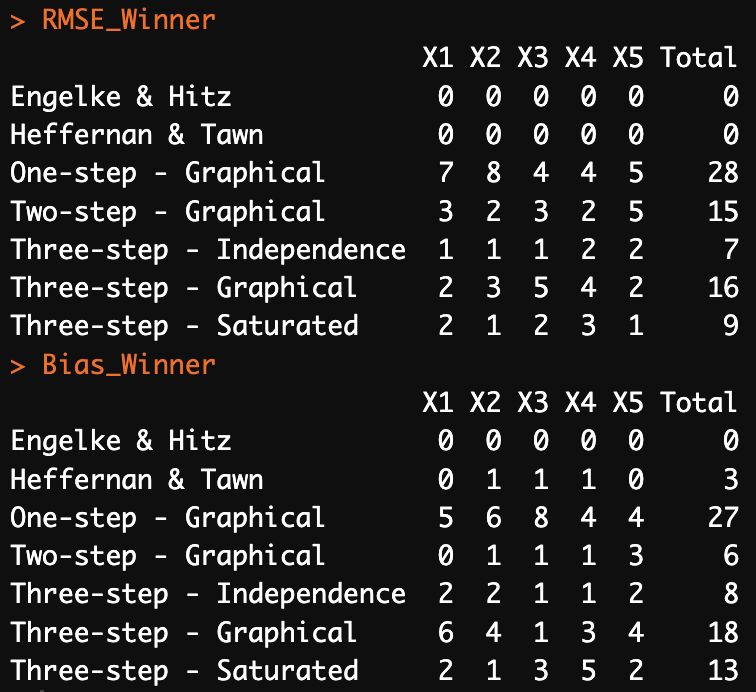 > RMSE_Winner
X1 X2 X3 X4 X5 Total
Engelke & Hitz 0 0 0 0 0 0
Heffernan & Tawn 0 0 0 0 0 0
One-step - Graphical 7 8 4 4 5 28
Two-step - Graphical 3 2 3 2 5 15
Three-step - Independence 1 1 1 2 2 7
Three-step - Graphical 2 3 5 4 2 16
Three-step - Saturated 2 1 2 3 1 9
> Bias_Winner
X1 X2 X3 X4 X5 Total
Engelke & Hitz 0 0 0 0 0 0
Heffernan & Tawn 0 1 1 1 0 3
One-step - Graphical 5 6 8 4 4 27
Two-step - Graphical 0 1 1 1 3 6
Three-step - Independence 2 2 1 1 2 8
Three-step - Graphical 6 4 1 3 4 18
Three-step - Saturated 2 1 3 5 2 13